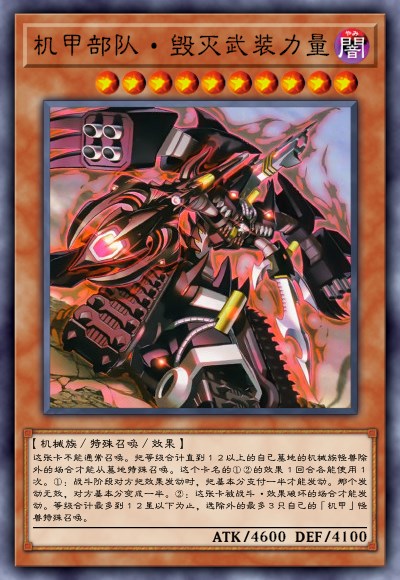 机甲部队・毁灭武装力量
やみ
闇
【机械族/特殊召唤/效果】
这张卡不能通常召唤。把等级合计直到12以上的自己墓地的机械族怪兽除
外的场合才能从墓地特殊召唤。这个卡名的①②的效果1回合各能使用1
次。①:战斗阶段对方把效果发动时,把基本分支付一半才能发动。那个发
动无效,对方基本分变成一半。②:这张卡被战斗・效果破坏的场合才能发
动。等级合计最多到12星以下为止,选除外的最多3只自己的「机甲」怪
兽特殊召唤。
ATK/4600 DEF/4100